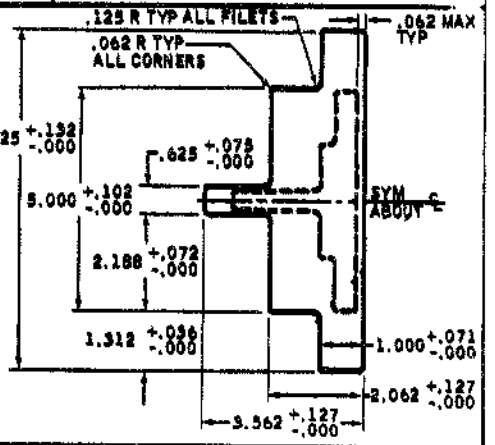 .125 R TYP ALL FILETS
.062 MAX
TYP
.062 R TYP
ALL CORNERS
25 +.132
-.000
.625 +.075
-.000
5.000 +.102
-.000
SYM
ABOUT ℄
2.188 +.072
-.000
1.312 +.056
-.000
1.000 +.071
-.000
2.062 +.127
-.000
3.562 +.127
-.000